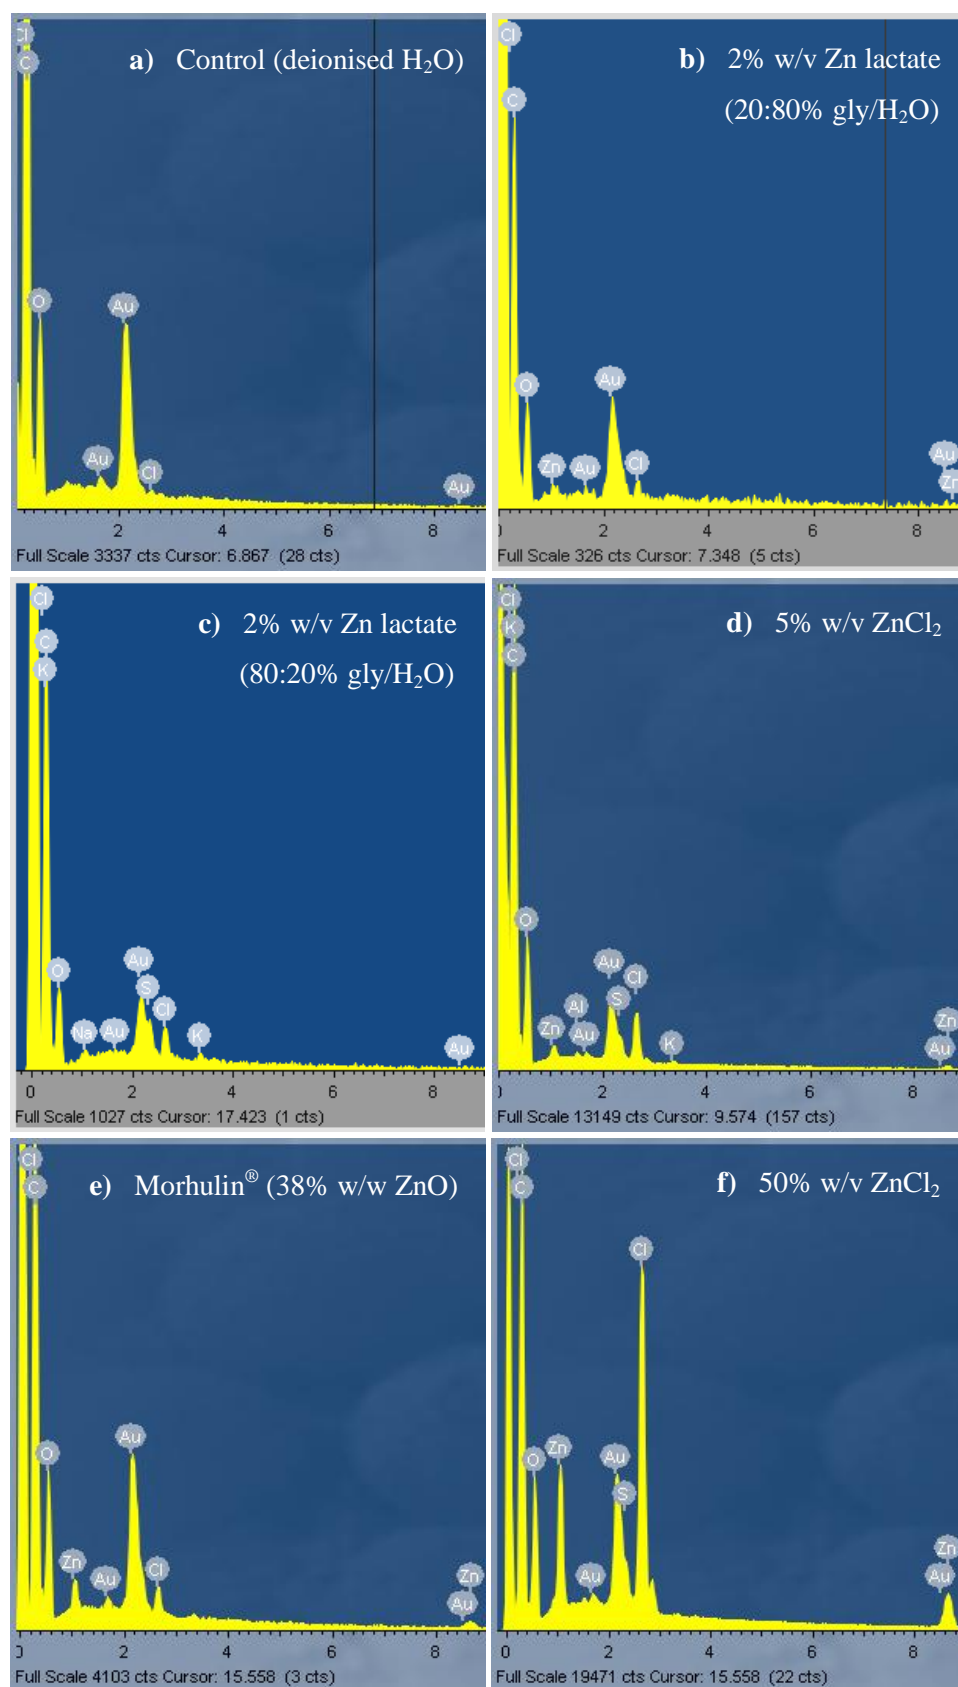 a) Control (deionised H₂O)
Cl
C
O
Au
Au
Cl
Au
2 4 6 8
Full Scale 3337 cts Cursor: 6.867 (28 cts)
b) 2% w/v Zn lactate
(20:80% gly/H₂O)
Cl
C
O
Zn
Au
Au
Cl
Au
Zn
0 2 4 6 8
Full Scale 326 cts Cursor: 7.348 (5 cts)
c) 2% w/v Zn lactate
(80:20% gly/H₂O)
Cl
C
K
O
Na
Au
Au
S
Cl
K
Au
0 2 4 6 8
Full Scale 1027 cts Cursor: 17.423 (1 cts)
d) 5% w/v ZnCl₂
Cl
K
C
O
Zn
Al
Au
Au
S
Cl
K
Zn
Au
2 4 6 8
Full Scale 13149 cts Cursor: 9.574 (157 cts)
e) Morhulin® (38% w/w ZnO)
Cl
C
O
Zn
Au
Au
Cl
Zn
Au
0 2 4 6 8
Full Scale 4103 cts Cursor: 15.558 (3 cts)
f) 50% w/v ZnCl₂
Cl
C
O
Zn
Au
Au
S
Cl
Zn
Au
0 2 4 6 8
Full Scale 19471 cts Cursor: 15.558 (22 cts)